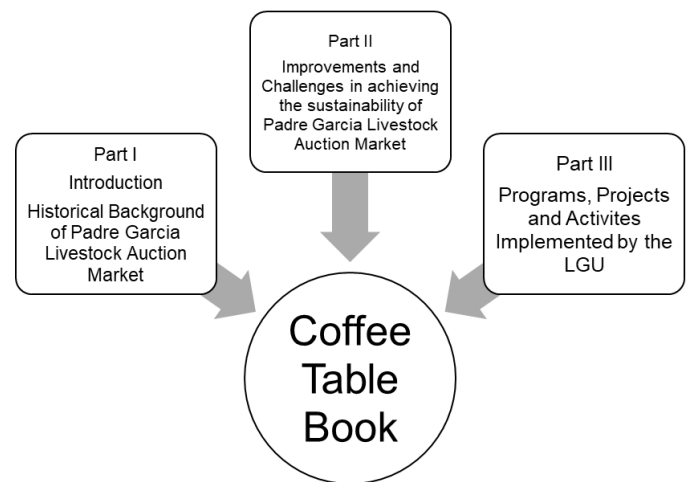 Part I
Introduction
Historical Background
of Padre Garcia
Livestock Auction
Market
Part II
Improvements and
Challenges in achieving
the sustainability of
Padre Garcia Livestock
Auction Market
Part III
Programs, Projects
and Activites
Implemented by the
LGU
Coffee
Table
Book